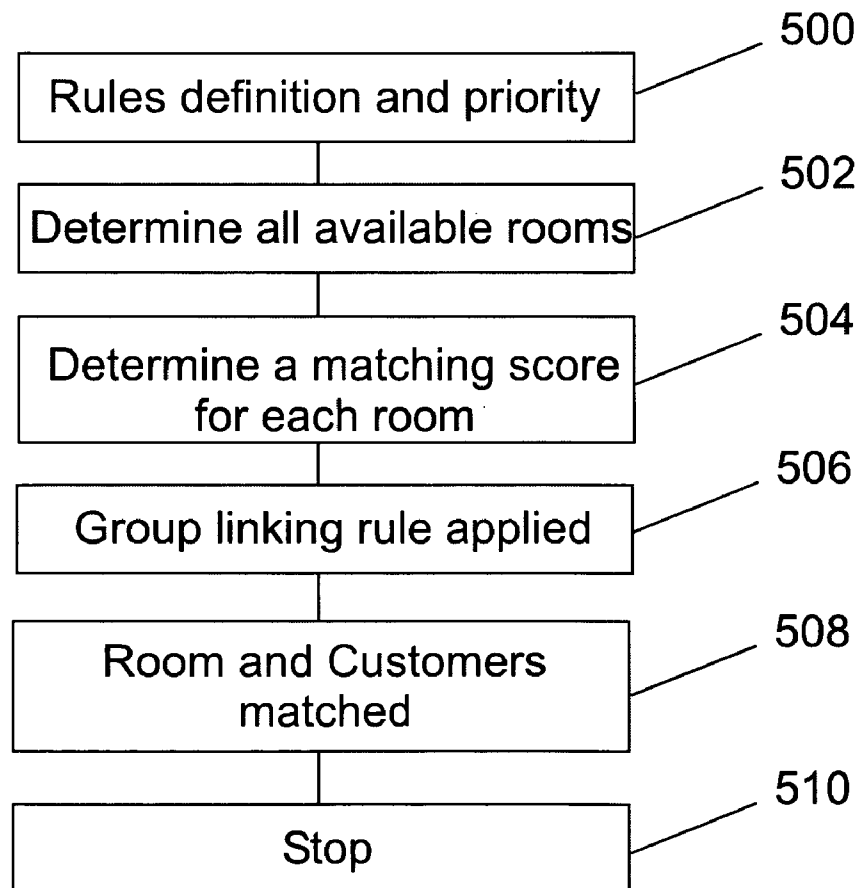 500
Rules definition and priority
502
Determine all available rooms
504
Determine a matching score
for each room
506
Group linking rule applied
508
Room and Customers
matched
510
Stop